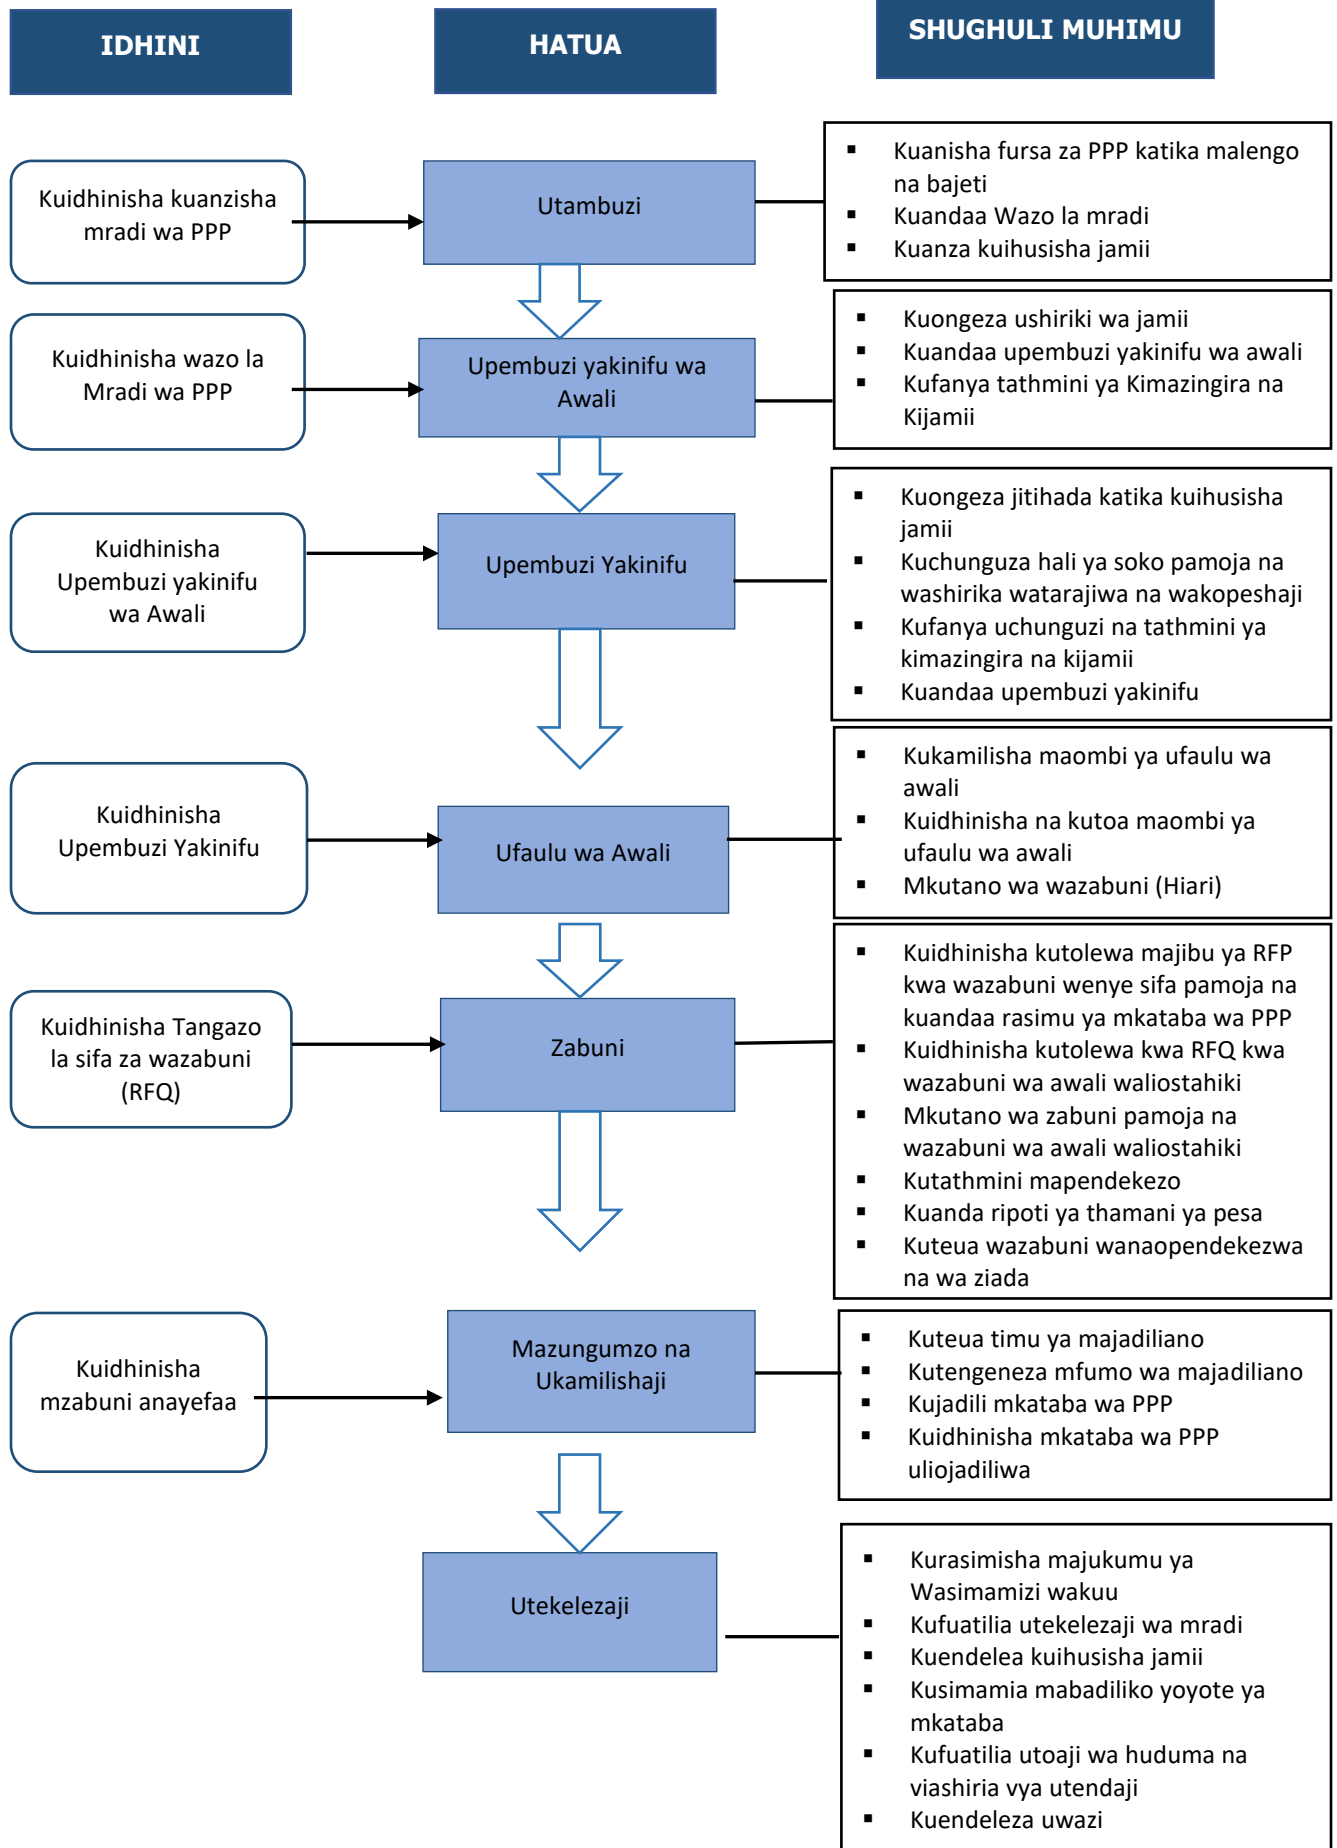 IDHINI
HATUA
SHUGHULI MUHIMU
Kuidhinisha kuanzisha
mradi wa PPP
Utambuzi
▪ Kuanisha fursa za PPP katika malengo
na bajeti
▪ Kuandaa Wazo la mradi
▪ Kuanza kuihusisha jamii
Kuidhinisha wazo la
Mradi wa PPP
Upembuzi yakinifu wa
Awali
▪ Kuongeza ushiriki wa jamii
▪ Kuandaa upembuzi yakinifu wa awali
▪ Kufanya tathmini ya Kimazingira na
Kijamii
Kuidhinisha
Upembuzi yakinifu
wa Awali
Upembuzi Yakinifu
▪ Kuongeza jitihada katika kuihusisha
jamii
▪ Kuchunguza hali ya soko pamoja na
washirika watarajiwa na wakopeshaji
▪ Kufanya uchunguzi na tathmini ya
kimazingira na kijamii
▪ Kuandaa upembuzi yakinifu
Kuidhinisha
Upembuzi Yakinifu
Ufaulu wa Awali
▪ Kukamilisha maombi ya ufaulu wa
awali
▪ Kuidhinisha na kutoa maombi ya
ufaulu wa awali
▪ Mkutano wa wazabuni (Hiari)
Kuidhinisha Tangazo
la sifa za wazabuni
(RFQ)
Zabuni
▪ Kuidhinisha kutolewa majibu ya RFP
kwa wazabuni wenye sifa pamoja na
kuandaa rasimu ya mkataba wa PPP
▪ Kuidhinisha kutolewa kwa RFQ kwa
wazabuni wa awali waliostahiki
▪ Mkutano wa zabuni pamoja na
wazabuni wa awali waliostahiki
▪ Kutathmini mapendekezo
▪ Kuanda ripoti ya thamani ya pesa
▪ Kuteua wazabuni wanaopendekezwa
na wa ziada
Kuidhinisha
mzabuni anayefaa
Mazungumzo na
Ukamilishaji
▪ Kuteua timu ya majadiliano
▪ Kutengeneza mfumo wa majadiliano
▪ Kujadili mkataba wa PPP
▪ Kuidhinisha mkataba wa PPP
uliojadiliwa
Utekelezaji
▪ Kurasimisha majukumu ya
Wasimamizi wakuu
▪ Kufuatilia utekelezaji wa mradi
▪ Kuendelea kuihusisha jamii
▪ Kusimamia mabadiliko yoyote ya
mkataba
▪ Kufuatilia utoaji wa huduma na
viashiria vya utendaji
▪ Kuendeleza uwazi